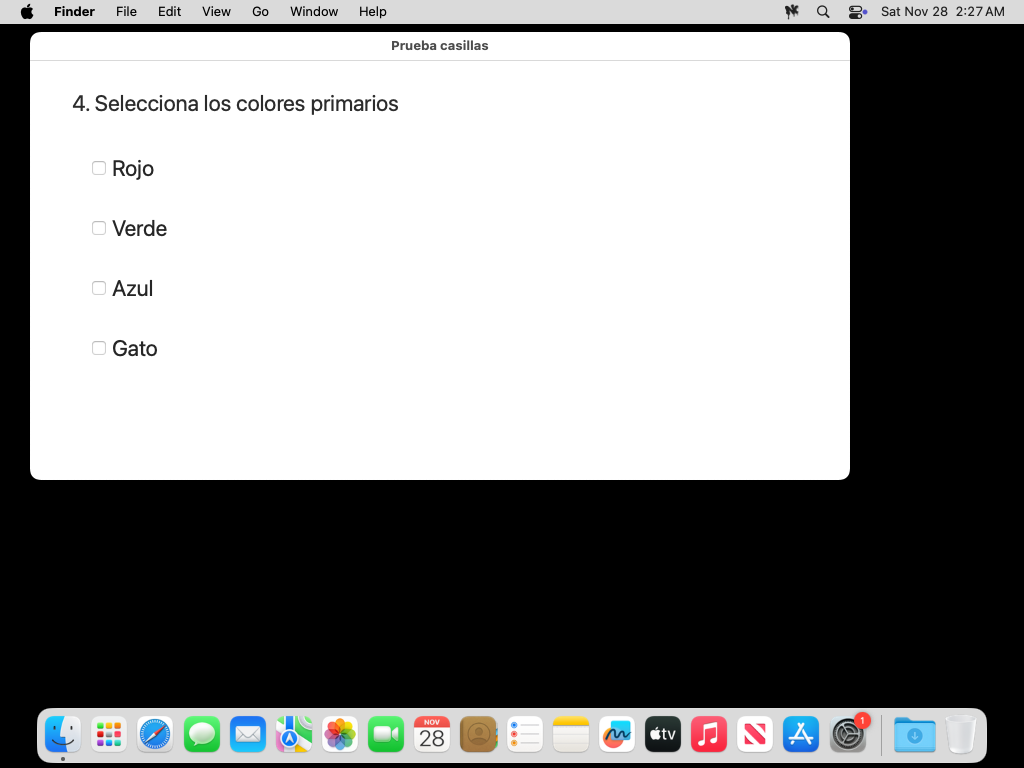 Finder File Edit View Go Window Help Sat Nov 28 2:27 AM
Prueba casillas
4. Selecciona los colores primarios
Rojo
Verde
Azul
Gato
NOV
28
tv
1